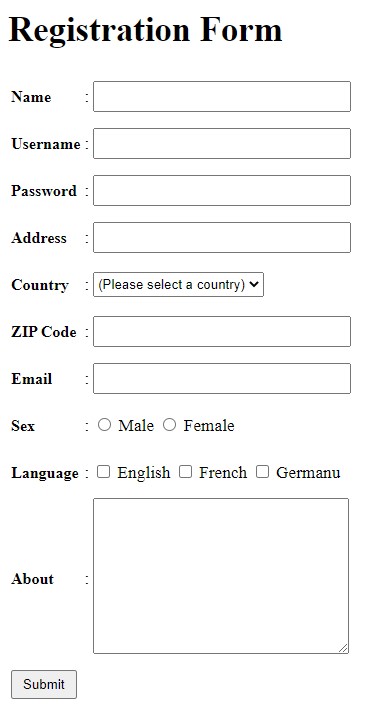 Registration Form
Name :
Username :
Password :
Address :
Country : (Please select a country)
ZIP Code :
Email :
Sex : Male Female
Language : English French Germanu
About :
Submit